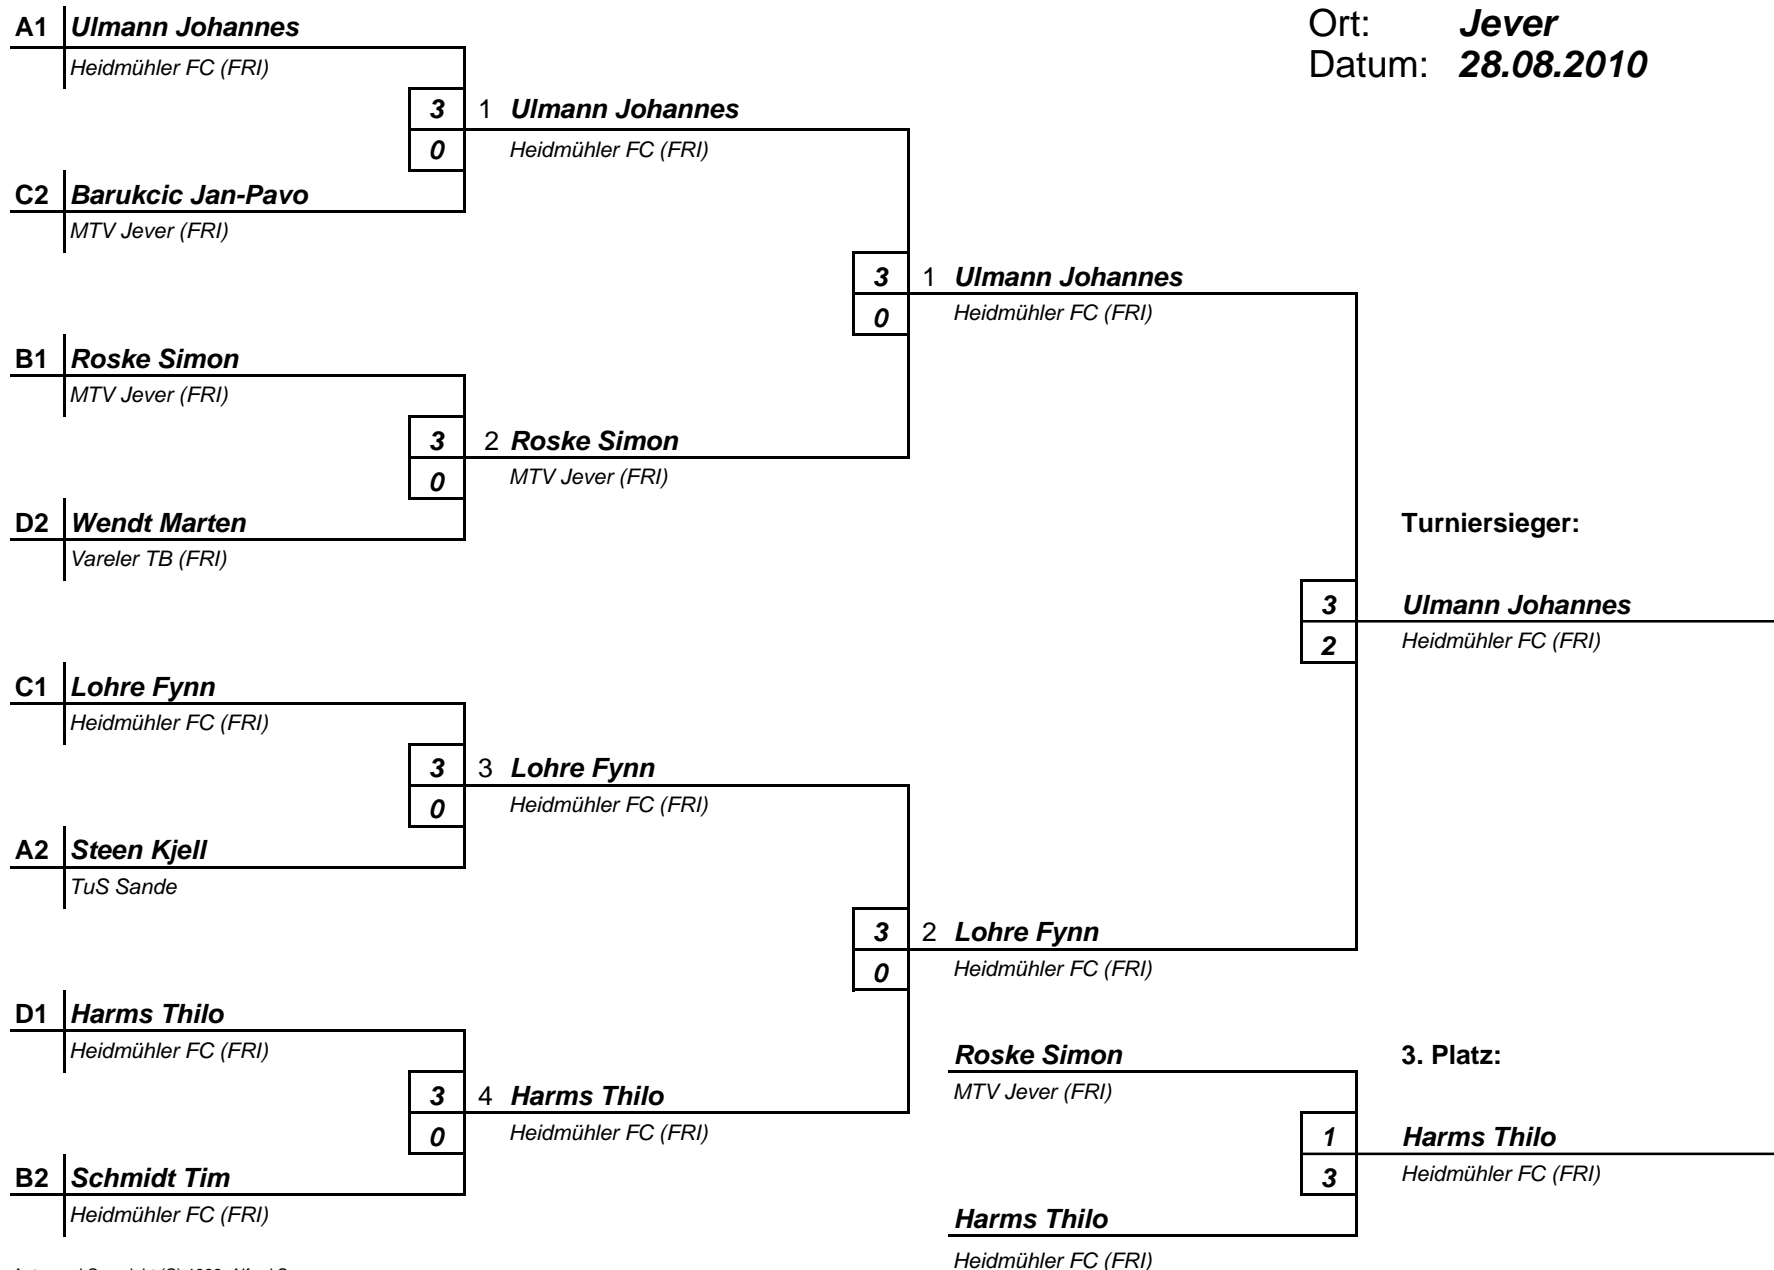 A1 Ulmann Johannes
Heidmühler FC (FRI)
Ort: Jever
Datum: 28.08.2010
3 1 Ulmann Johannes
0 Heidmühler FC (FRI)
C2 Barukcic Jan-Pavo
MTV Jever (FRI)
3 1 Ulmann Johannes
0 Heidmühler FC (FRI)
B1 Roske Simon
MTV Jever (FRI)
3 2 Roske Simon
0 MTV Jever (FRI)
D2 Wendt Marten
Vareler TB (FRI)
Turniersieger:
3 Ulmann Johannes
2 Heidmühler FC (FRI)
C1 Lohre Fynn
Heidmühler FC (FRI)
3 3 Lohre Fynn
0 Heidmühler FC (FRI)
A2 Steen Kjell
TuS Sande
3 2 Lohre Fynn
0 Heidmühler FC (FRI)
D1 Harms Thilo
Heidmühler FC (FRI)
Roske Simon
MTV Jever (FRI)
3. Platz:
3 4 Harms Thilo
0 Heidmühler FC (FRI)
1 Harms Thilo
3 Heidmühler FC (FRI)
B2 Schmidt Tim
Heidmühler FC (FRI)
Harms Thilo
Heidmühler FC (FRI)